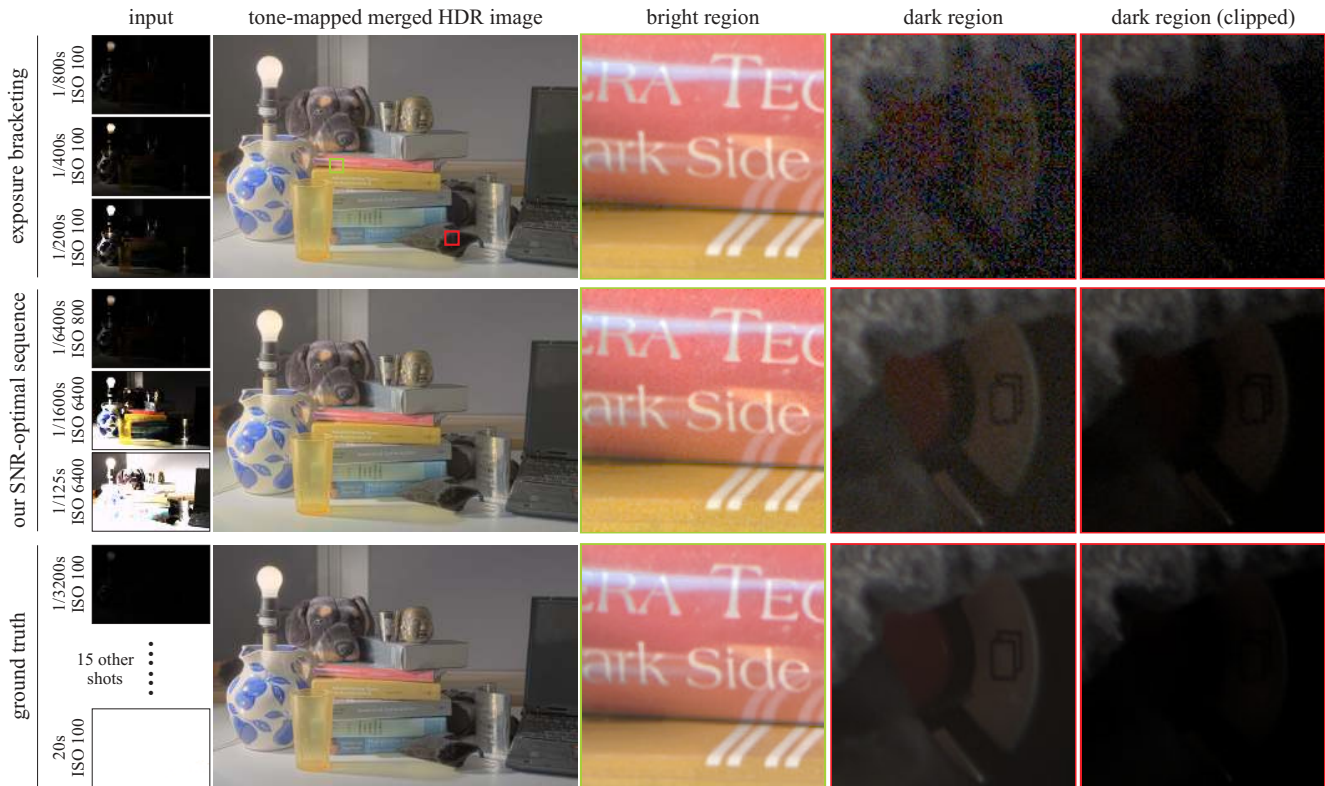 input
tone-mapped merged HDR image
bright region
dark region
dark region (clipped)
exposure bracketing
1/800s
ISO 100
1/400s
ISO 100
1/200s
ISO 100
ERA TEC
ark Side
our SNR-optimal sequence
1/6400s
ISO 800
1/1600s
ISO 6400
1/125s
ISO 6400
ERA TEC
ark Side
ground truth
1/3200s
ISO 100
15 other
shots
20s
ISO 100
ERA TEC
ark Side